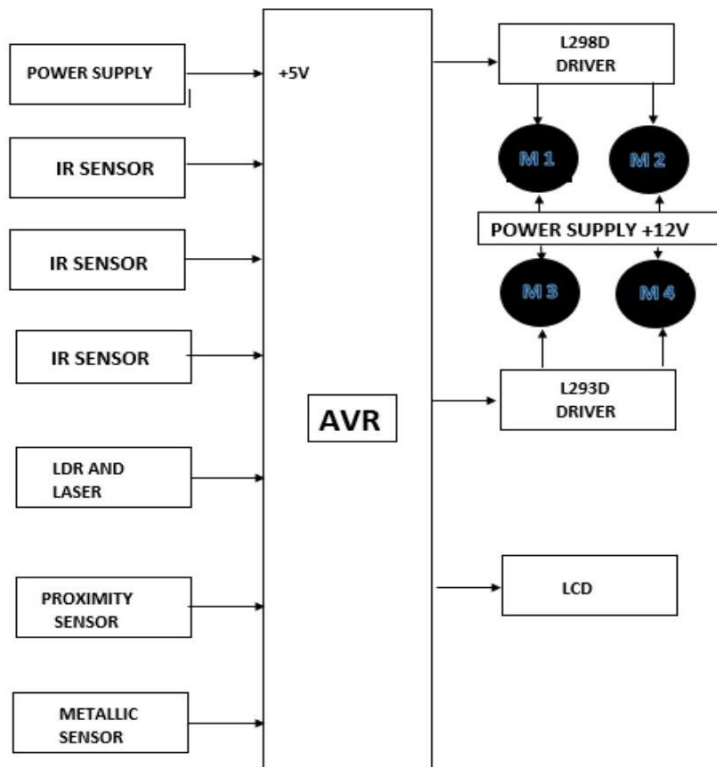 POWER SUPPLY
+5V
IR SENSOR
IR SENSOR
IR SENSOR
LDR AND
LASER
PROXIMITY
SENSOR
METALLIC
SENSOR
AVR
L298D
DRIVER
M 1
M 2
POWER SUPPLY +12V
M 3
M 4
L293D
DRIVER
LCD